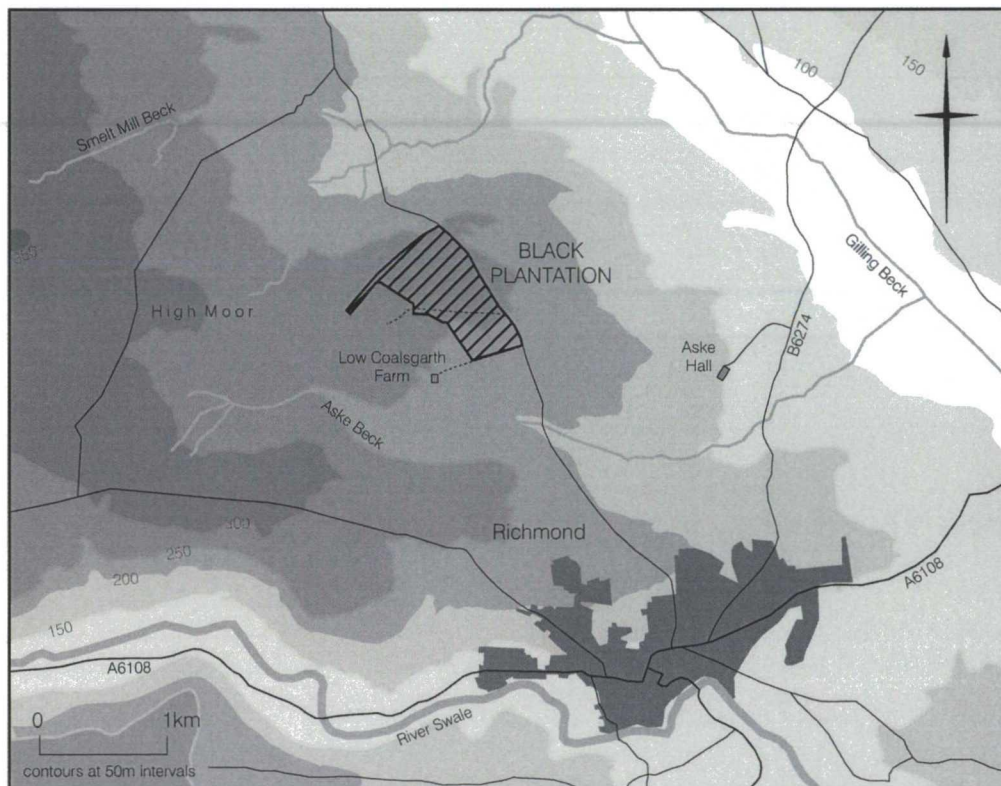 100
150
Smelt Mill Beck
BLACK
PLANTATION
Gilling Beck
High Moor
B6274
Aske
Hall
Low Coalsgarth
Farm
Aske Beck
300
Richmond
250
200
A6108
150
A6108
0
1km
River Swale
contours at 50m intervals